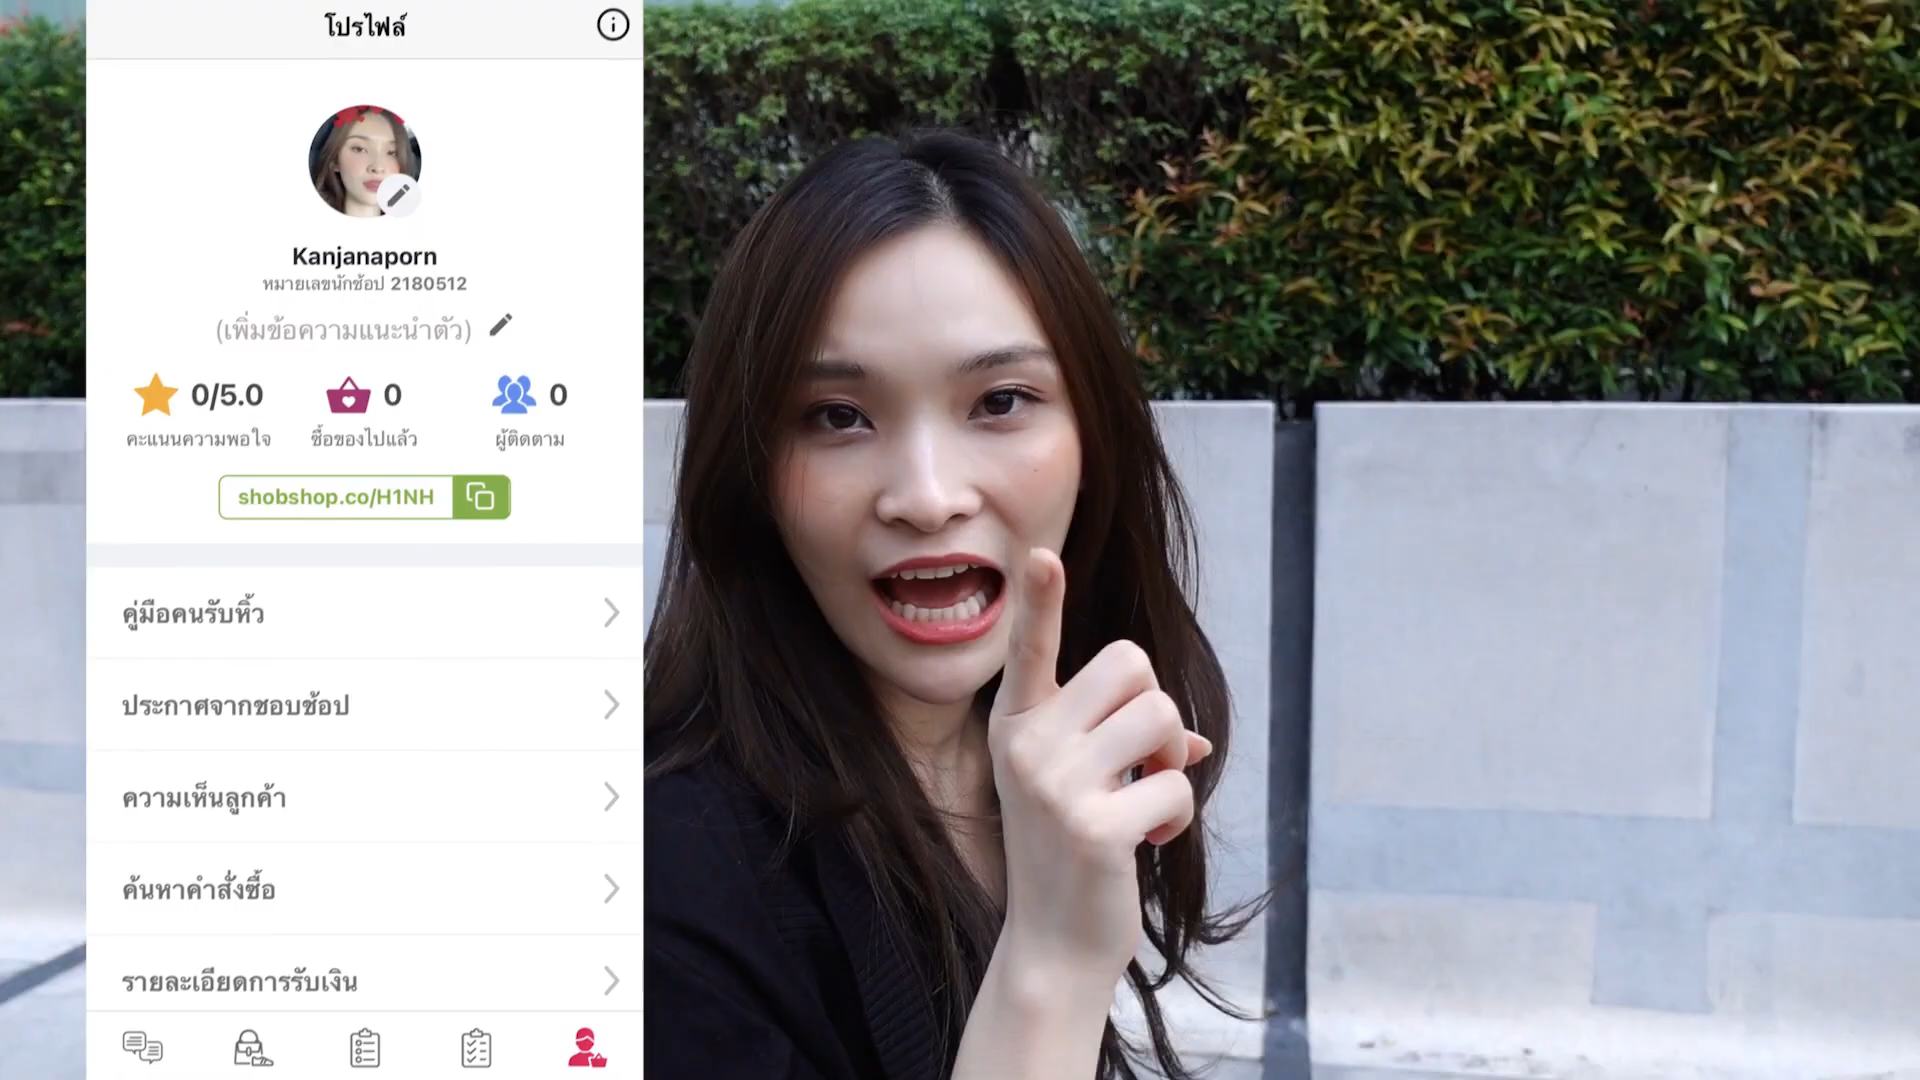 โปรไฟล์
Kanjanaporn
หมายเลขนักช้อป 2180512
(เพิ่มข้อความแนะนำตัว)
0/5.0 0 0
คะแนนความพอใจ ซื้อของไปแล้ว ผู้ติดตาม
shobshop.co/H1NH
คู่มือคนรับหิ้ว
ประกาศจากชอบช้อป
ความเห็นลูกค้า
ค้นหาคำสั่งซื้อ
รายละเอียดการรับเงิน